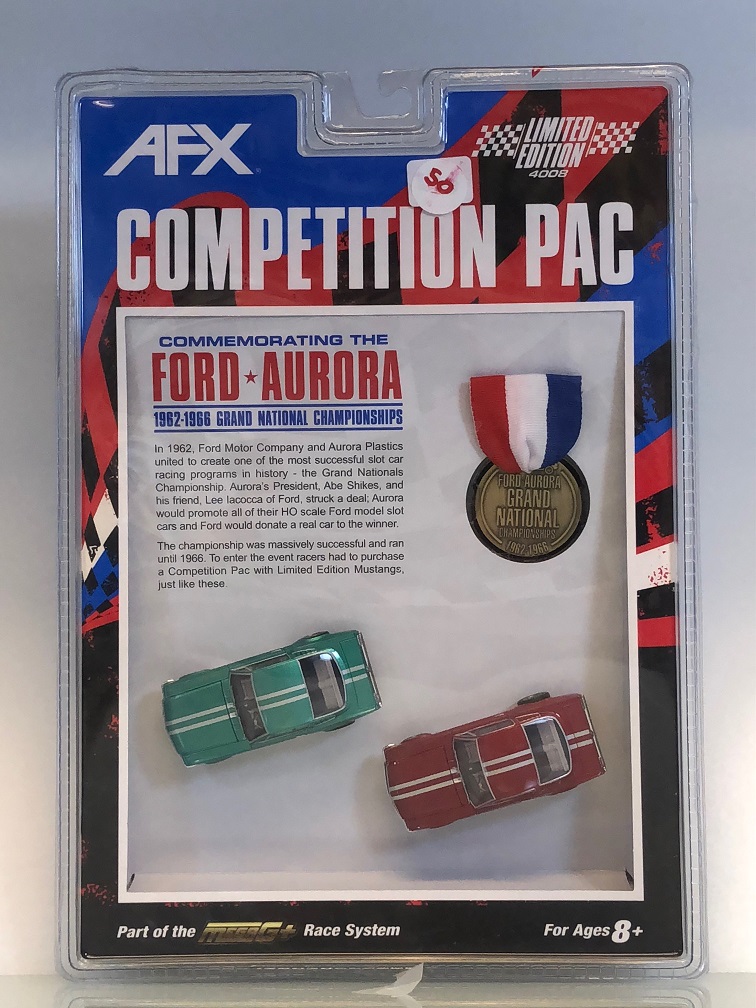 AFX
LIMITED
EDITION
4008
SP
COMPETITION PAC
COMMEMORATING THE
FORD★AURORA
1962-1966 GRAND NATIONAL CHAMPIONSHIPS
In 1962, Ford Motor Company and Aurora Plastics
united to create one of the most successful slot car
racing programs in history - the Grand Nationals
Championship. Aurora's President, Abe Shikes, and
his friend, Lee Iacocca of Ford, struck a deal; Aurora
would promote all of their HO scale Ford model slot
cars and Ford would donate a real car to the winner.
The championship was massively successful and ran
until 1966. To enter the event racers had to purchase
a Competition Pac with Limited Edition Mustangs,
just like these.
FORD AURORA
GRAND
NATIONAL
CHAMPIONSHIPS
1962-1966
Part of the MEGA G+ Race System
For Ages 8+